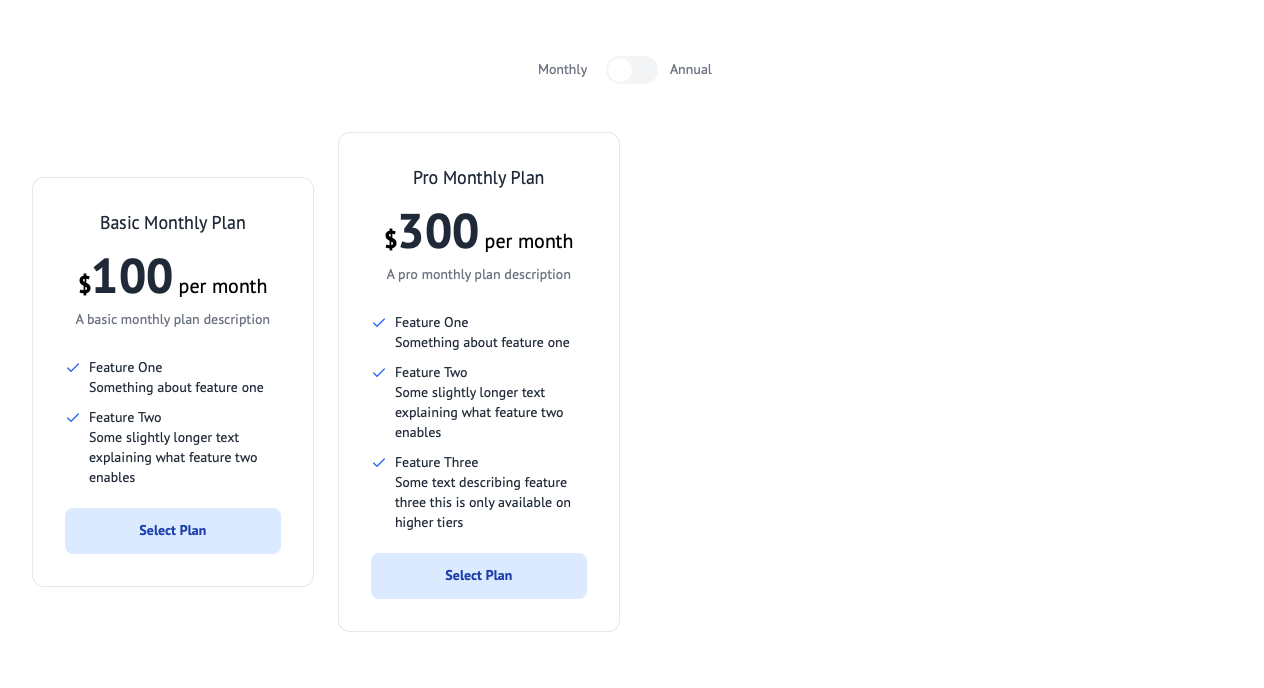 Monthly
Annual
Basic Monthly Plan
$100 per month
A basic monthly plan description
Feature One
Something about feature one
Feature Two
Some slightly longer text
explaining what feature two
enables
Select Plan
Pro Monthly Plan
$300 per month
A pro monthly plan description
Feature One
Something about feature one
Feature Two
Some slightly longer text
explaining what feature two
enables
Feature Three
Some text describing feature
three this is only available on
higher tiers
Select Plan